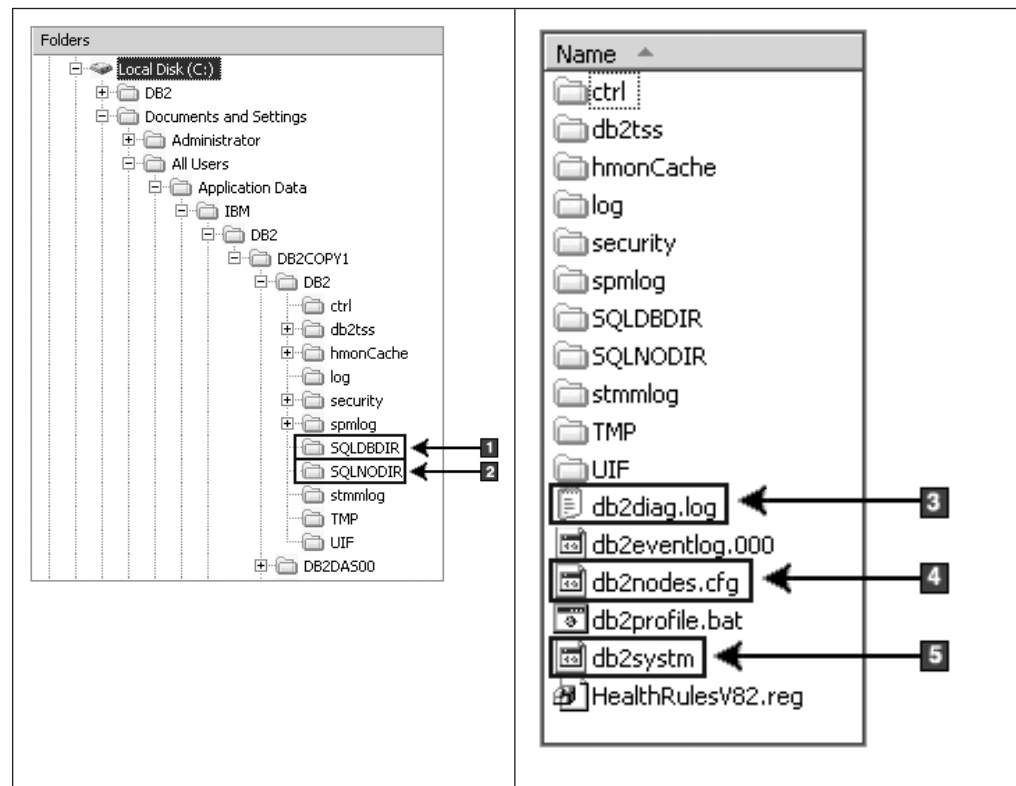 Folders
Local Disk (C:)
DB2
Documents and Settings
Administrator
All Users
Application Data
IBM
DB2
DB2COPY1
DB2
ctrl
db2tss
hmonCache
log
security
spmlog
SQLDBDIR
1
SQLNODIR
2
stmmlog
TMP
UIF
DB2DAS00
Name
ctrl
db2tss
hmonCache
log
security
spmlog
SQLDBDIR
SQLNODIR
stmmlog
TMP
UIF
db2diag.log
3
db2eventlog.000
db2nodes.cfg
4
db2profile.bat
db2systm
5
HealthRulesV82.reg